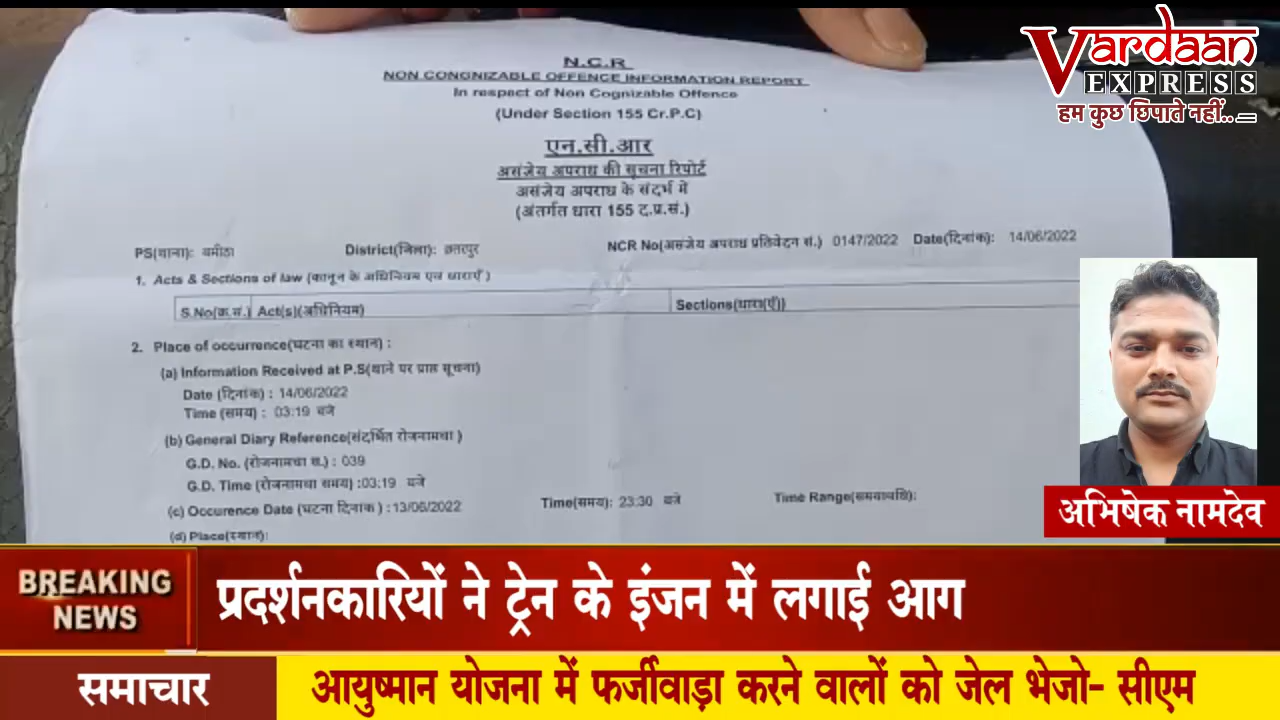 Vardaan
EXPRESS
हम कुछ छिपाते नहीं..
N.C.R
NON CONGNIZABLE OFFENCE INFORMATION REPORT
In respect of Non Cognizable Offence
(Under Section 155 Cr.P.C)
एन.सी.आर
असंज्ञेय अपराध की सूचना रिपोर्ट
असंज्ञेय अपराध के संदर्भ में
(अंतर्गत धारा 155 द.प्र.सं.)
PS(थाना): बमीठा District(जिला): छतरपुर NCR No(असंज्ञेय अपराध प्रतिवेदन सं.) 0147/2022 Date(दिनांक): 14/06/2022
1. Acts & Sections of law (कानून के अधिनियम एवं धाराएँ )
S.No(क.सं.) Act(s)(अधिनियम) Sections(धारा(एँ))
2. Place of occurrence(घटना का स्थान) :
(a) Information Received at P.S(थाने पर प्राप्त सूचना)
Date (दिनांक) : 14/06/2022
Time (समय) : 03:19 बजे
(b) General Diary Reference(संदर्भित रोजनामचा )
G.D. No. (रोजनामचा स.) : 039
G.D. Time (रोजनामचा समय) :03:19 बजे
(c) Occurence Date (घटना दिनांक ) :13/06/2022 Time(समय): 23:30 बजे Time Range(समयावधि):
(d) Place(स्थान):
अभिषेक नामदेव
BREAKING
NEWS
प्रदर्शनकारियों ने ट्रेन के इंजन में लगाई आग
समाचार
आयुष्मान योजना में फर्जीवाड़ा करने वालों को जेल भेजो- सीएम